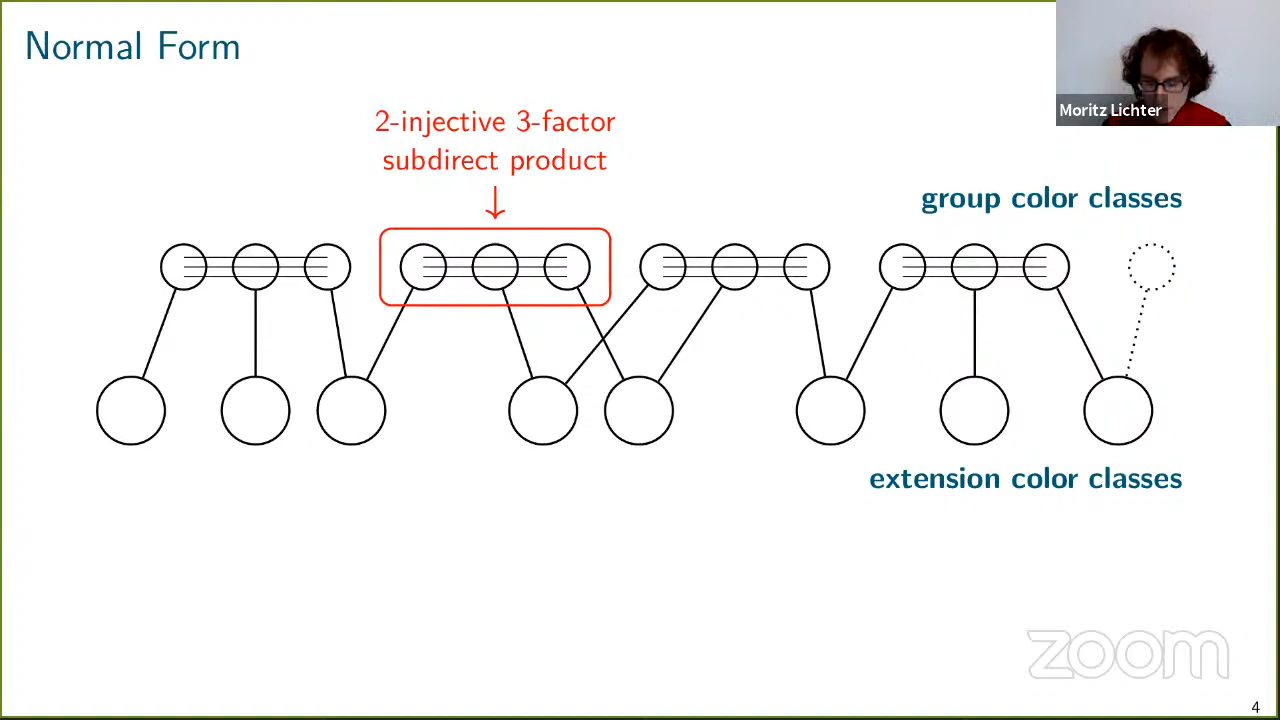 Normal Form
Moritz Lichter
2-injective 3-factor
subdirect product
group color classes
extension color classes
zoom
4